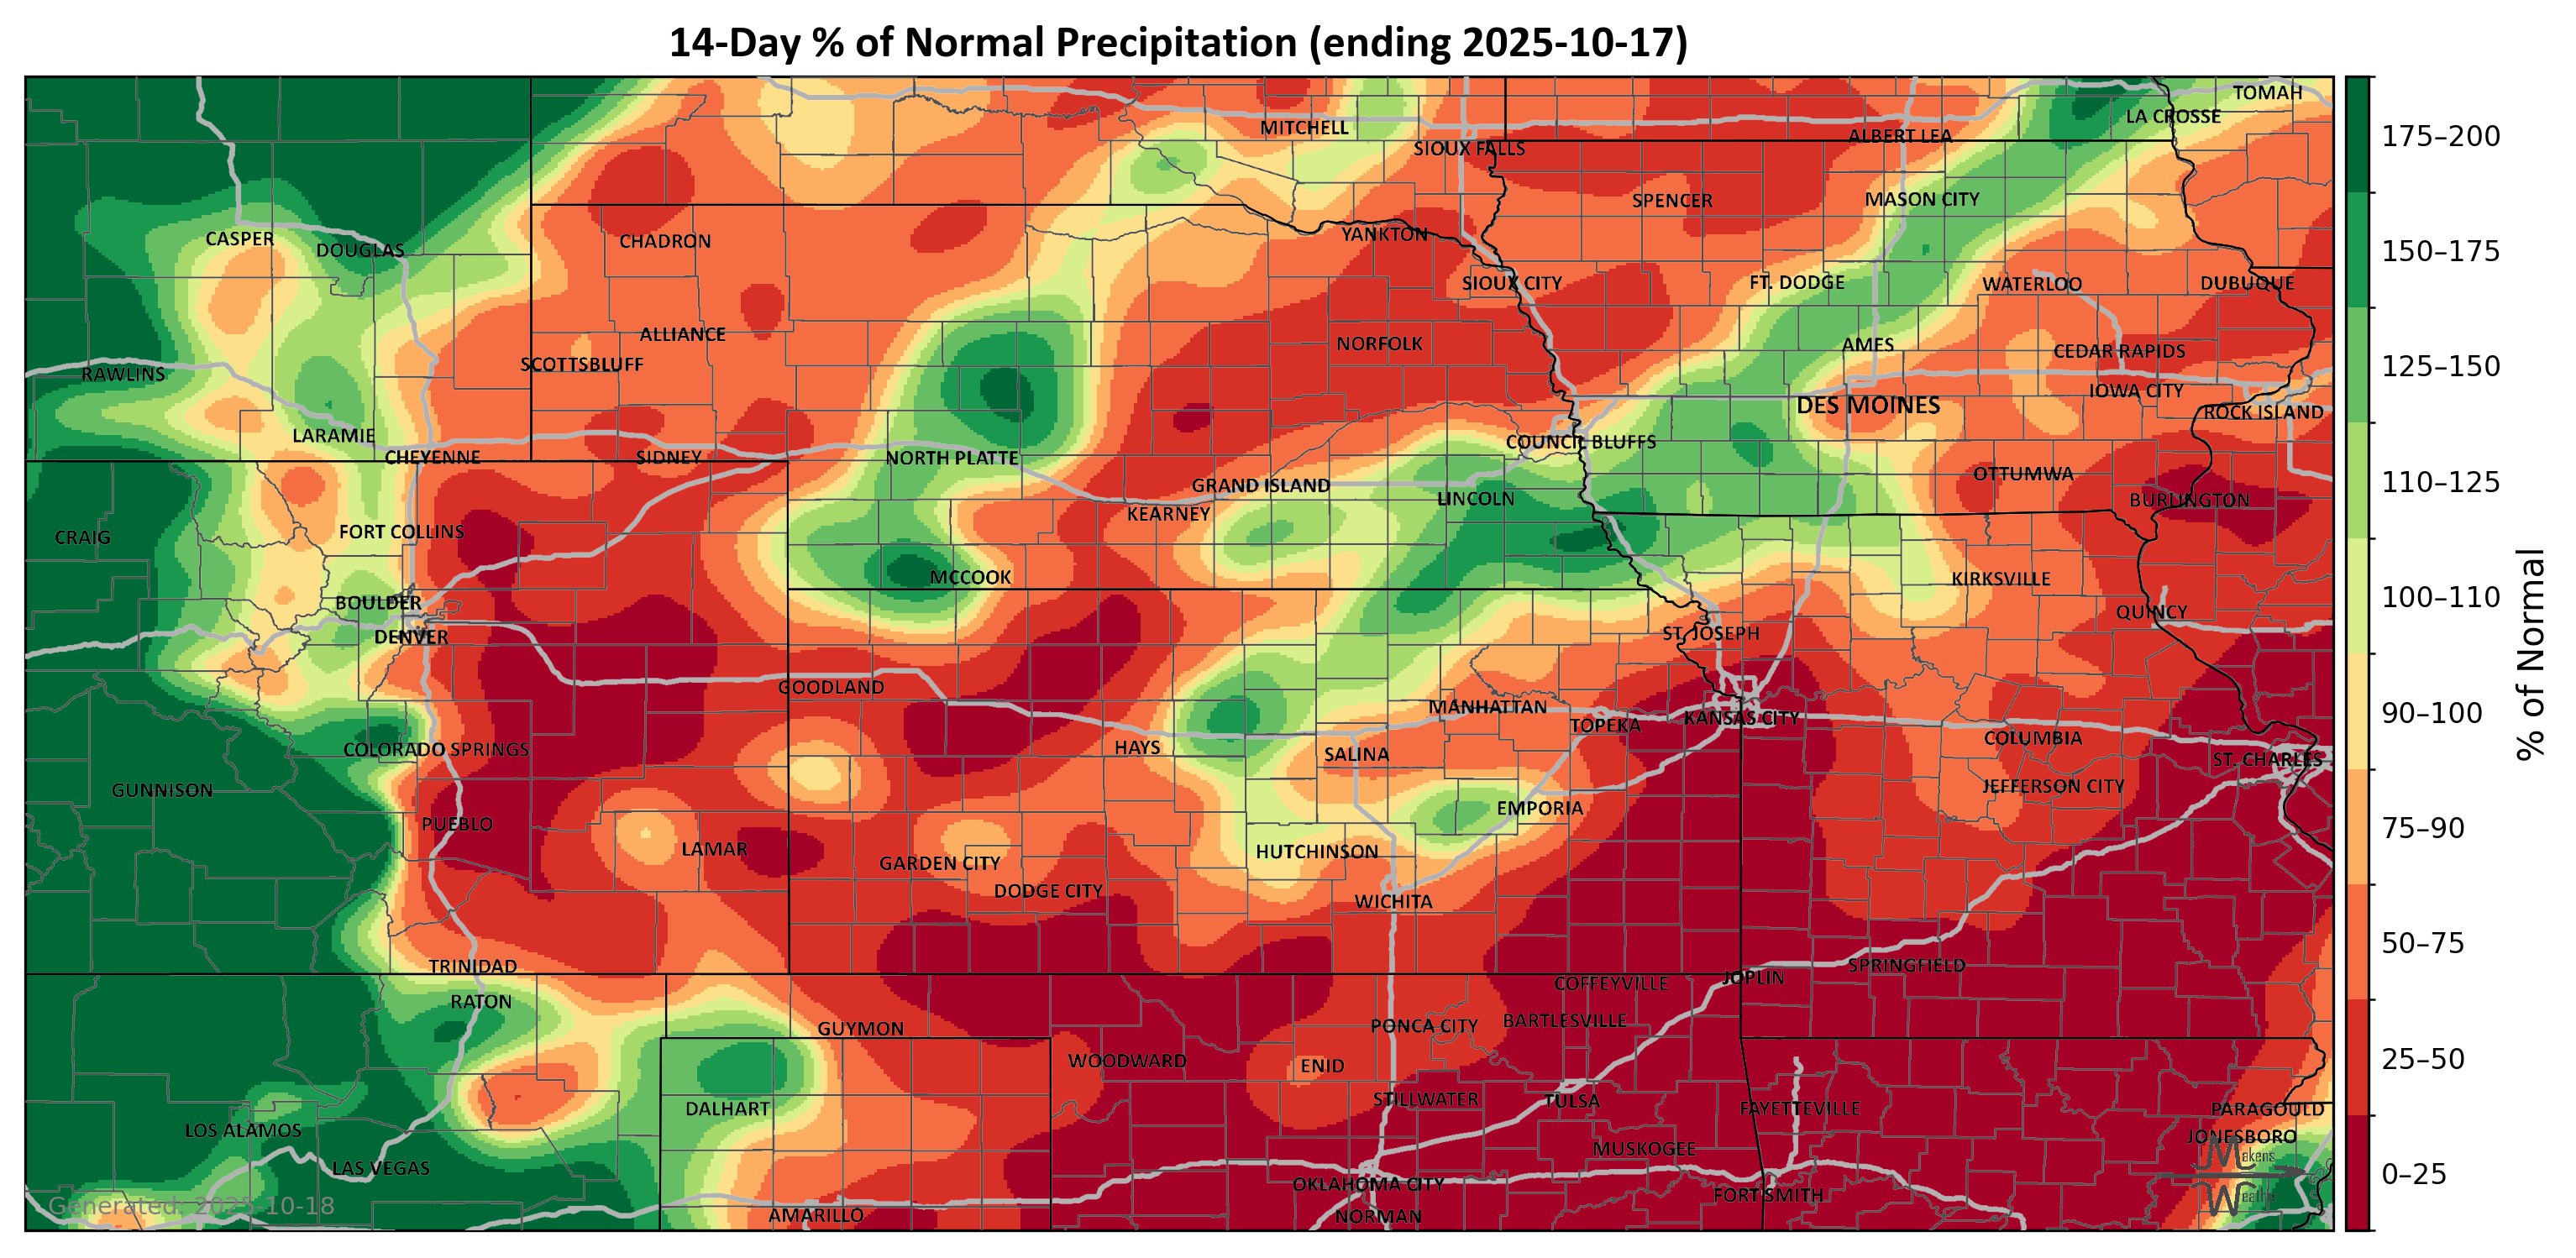 14-Day % of Normal Precipitation (ending 2025-10-17)
TOMAH
LA CROSSE
MITCHELL
ALBERT LEA
SIOUX FALLS
SPENCER
MASON CITY
YANKTON
CASPER
DOUGLAS
CHADRON
SIOUX CITY
FT. DODGE
WATERLOO
DUBUQUE
ALLIANCE
NORFOLK
AMES
CEDAR RAPIDS
SCOTTSBLUFF
RAWLINS
IOWA CITY
DES MOINES
ROCK ISLAND
LARAMIE
COUNCIL BLUFFS
CHEYENNE
SIDNEY
NORTH PLATTE
OTTUMWA
GRAND ISLAND
LINCOLN
BURLINGTON
KEARNEY
FORT COLLINS
CRAIG
MCCOOK
KIRKSVILLE
BOULDER
QUINCY
DENVER
ST. JOSEPH
GOODLAND
MANHATTAN
TOPEKA
KANSAS CITY
COLUMBIA
COLORADO SPRINGS
HAYS
SALINA
ST. CHARLES
GUNNISON
JEFFERSON CITY
EMPORIA
PUEBLO
LAMAR
HUTCHINSON
GARDEN CITY
DODGE CITY
WICHITA
TRINIDAD
SPRINGFIELD
JOPLIN
COFFEYVILLE
RATON
GUYMON
PONCA CITY
BARTLESVILLE
WOODWARD
ENID
STILLWATER
TULSA
DALHART
FAYETTEVILLE
PARAGOULD
LOS ALAMOS
JONESBORO
MUSKOGEE
LAS VEGAS
OKLAHOMA CITY
FORT SMITH
AMARILLO
NORMAN
Generated: 2025-10-18
Makens
175–200
150–175
125–150
110–125
100–110
90–100
75–90
50–75
25–50
0–25
% of Normal